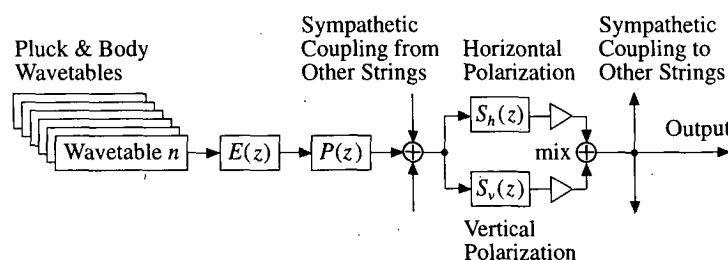 Pluck & Body
Wavetables
Sympathetic
Coupling from
Other Strings
Horizontal
Polarization
Sympathetic
Coupling to
Other Strings
Wavetable n
E(z)
P(z)
S_h(z)
mix
Output
S_v(z)
Vertical
Polarization